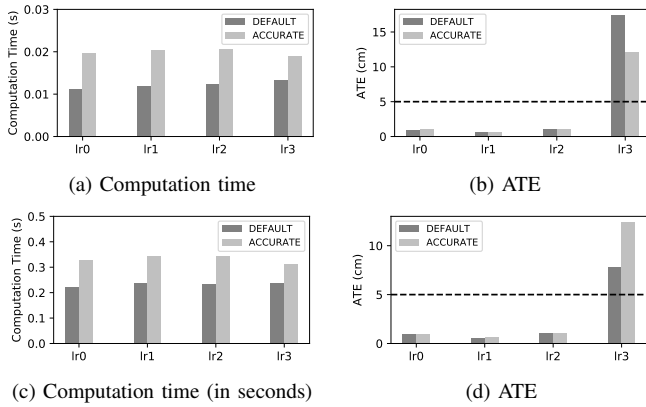 Computation Time (s)
0.03
0.02
0.01
0.00
DEFAULT
ACCURATE
lr0 lr1 lr2 lr3
(a) Computation time
ATE (cm)
15
10
5
0
DEFAULT
ACCURATE
lr0 lr1 lr2 lr3
(b) ATE
Computation Time (s)
0.5
0.4
0.3
0.2
0.1
0.0
DEFAULT
ACCURATE
lr0 lr1 lr2 lr3
(c) Computation time (in seconds)
ATE (cm)
10
5
0
DEFAULT
ACCURATE
lr0 lr1 lr2 lr3
(d) ATE